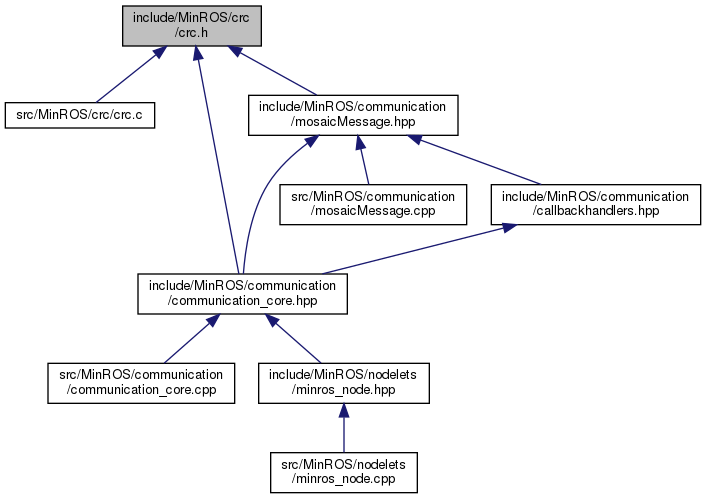 include/MinROS/crc
/crc.h
src/MinROS/crc/crc.c
include/MinROS/communication
/mosaicMessage.hpp
src/MinROS/communication
/mosaicMessage.cpp
include/MinROS/communication
/callbackhandlers.hpp
include/MinROS/communication
/communication_core.hpp
src/MinROS/communication
/communication_core.cpp
include/MinROS/nodelets
/minros_node.hpp
src/MinROS/nodelets
/minros_node.cpp